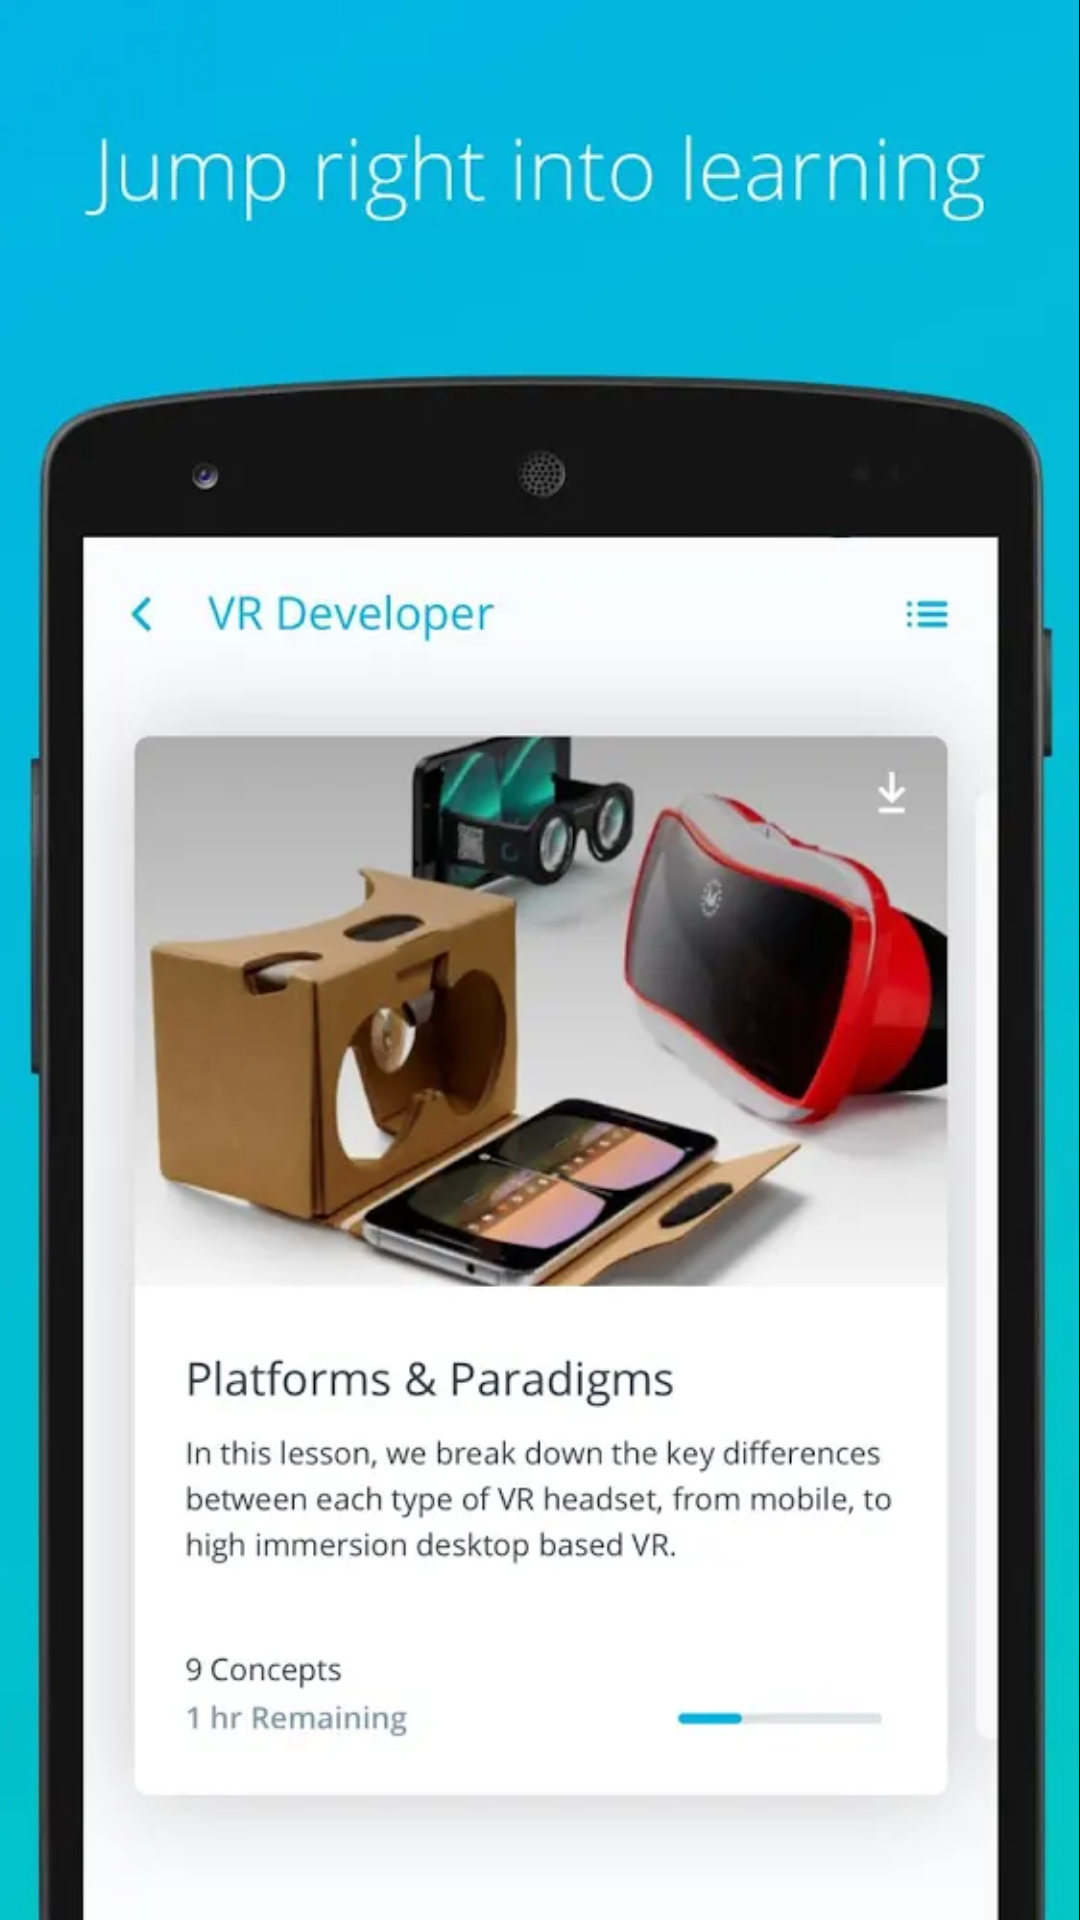 Jump right into learning
VR Developer
Platforms & Paradigms
In this lesson, we break down the key differences
between each type of VR headset, from mobile, to
high immersion desktop based VR.
9 Concepts
1 hr Remaining